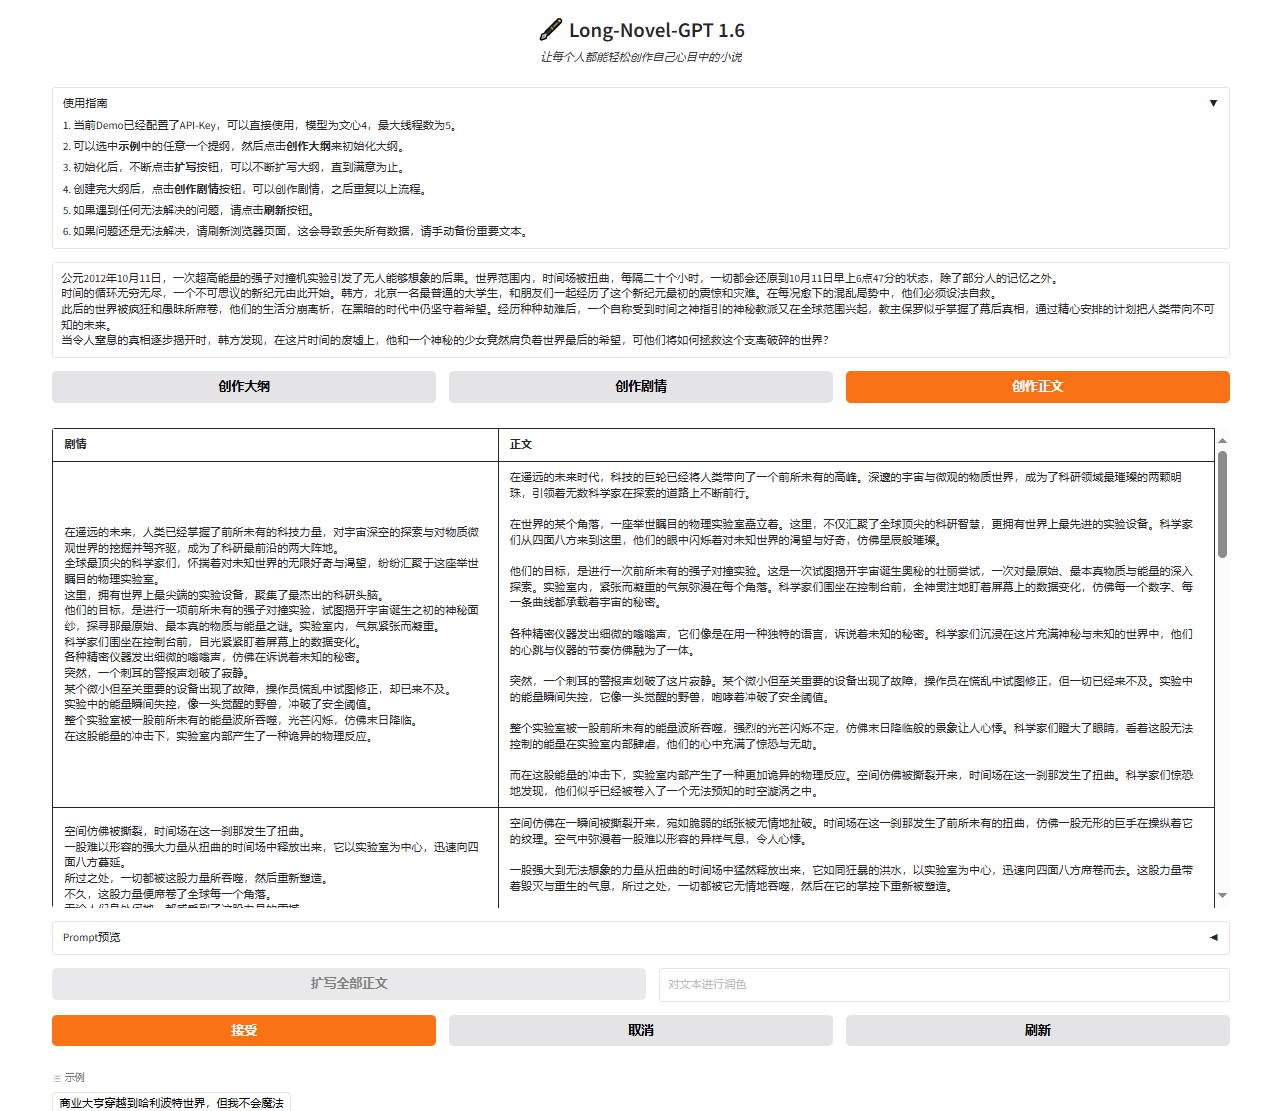 Long-Novel-GPT 1.6
让每个人都能轻松创作自己心目中的小说
使用指南
1. 当前Demo已经配置了API-Key，可以直接使用，模型为文心4，最大线程数为5。
2. 可以选中示例中的任意一个提纲，然后点击创作大纲来初始化大纲。
3. 初始化后，不断点击扩写按钮，可以不断扩写大纲，直到满意为止。
4. 创建完大纲后，点击创作剧情按钮，可以创作剧情，之后重复以上流程。
5. 如果遇到任何无法解决的问题，请点击刷新按钮。
6. 如果问题还是无法解决，请刷新浏览器页面，这会导致丢失所有数据，请手动备份重要文本。
公元2012年10月11日，一次超高能量的强子对撞机实验引发了无人能够想象的后果。世界范围内，时间场被扭曲，每隔二十个小时，一切都会还原到10月11日早上6点47分的状态，除了部分人的记忆之外。
时间的循环无穷无尽，一个不可思议的新纪元由此开始。韩方，北京一名最普通的大学生，和朋友们一起经历了这个新纪元最初的震惊和灾难。在每况愈下的混乱局势中，他们必须设法自救。
此后的世界被疯狂和愚昧所席卷，他们的生活分崩离析，在黑暗的时代中仍坚守着希望。经历种种劫难后，一个自称受到时间之神指引的神秘教派又在全球范围兴起，教主保罗似乎掌握了幕后真相，通过精心安排的计划把人类带向不可
知的未来。
当令人窒息的真相逐步揭开时，韩方发现，在这片时间的废墟上，他和一个神秘的少女竟然肩负着世界最后的希望，可他们将如何拯救这个支离破碎的世界?
创作大纲
创作剧情
创作正文
剧情
正文
在遥远的未来，人类已经掌握了前所未有的科技力量，对宇宙深空的探索与对物质微
观世界的挖掘并驾齐驱，成为了科研最前沿的两大阵地。
全球最顶尖的科学家们，怀揣着对未知世界的无限好奇与渴望，纷纷汇聚于这座举世
瞩目的物理实验室。
这里，拥有世界上最尖端的实验设备，聚集了最杰出的科研头脑。
他们的目标，是进行一项前所未有的强子对撞实验，试图揭开宇宙诞生之初的神秘面
纱，探寻那最原始、最本真的物质与能量之谜。实验室内，气氛紧张而凝重。
科学家们围坐在控制台前，目光紧紧盯着屏幕上的数据变化。
各种精密仪器发出细微的嗡嗡声，仿佛在诉说着未知的秘密。
突然，一个刺耳的警报声划破了寂静。
某个微小但至关重要的设备出现了故障，操作员慌乱中试图修正，却已来不及。
实验中的能量瞬间失控，像一头觉醒的野兽，冲破了安全阈值。
整个实验室被一股前所未有的能量波所吞噬，光芒闪烁，仿佛末日降临。
在这股能量的冲击下，实验室内部产生了一种诡异的物理反应。
在遥远的未来时代，科技的巨轮已经将人类带向了一个前所未有的高峰。深邃的宇宙与微观的物质世界，成为了科研领域最璀璨的两颗明
珠，引领着无数科学家在探索的道路上不断前行。
在世界的某个角落，一座举世瞩目的物理实验室矗立着。这里，不仅汇聚了全球顶尖的科研智慧，更拥有世界上最先进的实验设备。科学家
们从四面八方来到这里，他们的眼中闪烁着对未知世界的渴望与好奇，仿佛星辰般璀璨。
他们的目标，是进行一次前所未有的强子对撞实验。这是一次试图揭开宇宙诞生奥秘的壮丽尝试，一次对最原始、最本真物质与能量的深入
探索。实验室内，紧张而凝重的气氛弥漫在每个角落。科学家们围坐在控制台前，全神贯注地盯着屏幕上的数据变化，仿佛每一个数字、每
一条曲线都承载着宇宙的秘密。
各种精密仪器发出细微的嗡嗡声，它们像是在用一种独特的语言，诉说着未知的秘密。科学家们沉浸在这片充满神秘与未知的世界中，他们
的心跳与仪器的节奏仿佛融为了一体。
突然，一个刺耳的警报声划破了这片寂静。某个微小但至关重要的设备出现了故障，操作员在慌乱中试图修正，但一切已经来不及。实验中
的能量瞬间失控，它像一头觉醒的野兽，咆哮着冲破了安全阈值。
整个实验室被一股前所未有的能量波所吞噬，强烈的光芒闪烁不定，仿佛末日降临般的景象让人心悸。科学家们瞪大了眼睛，看着这股无法
控制的能量在实验室内部肆虐，他们的心中充满了惊恐与无助。
而在这股能量的冲击下，实验室内部产生了一种更加诡异的物理反应。空间仿佛被撕裂开来，时间场在这一刹那发生了扭曲。科学家们惊恐
地发现，他们似乎已经被卷入了一个无法预知的时空漩涡之中。
空间仿佛被撕裂，时间场在这一刹那发生了扭曲。
一股难以形容的强大力量从扭曲的时间场中释放出来，它以实验室为中心，迅速向四
面八方蔓延。
所过之处，一切都被这股力量所吞噬，然后重新塑造。
不久，这股力量便席卷了全球每一个角落。
空间仿佛在一瞬间被撕裂开来，宛如脆弱的纸张被无情地扯破。时间场在这一刹那发生了前所未有的扭曲，仿佛一股无形的巨手在操纵着它
的纹理。空气中弥漫着一股难以形容的异样气息，令人心悸。
一股强大到无法想象的力量从扭曲的时间场中猛然释放出来，它如同狂暴的洪水，以实验室为中心，迅速向四面八方席卷而去。这股力量带
着毁灭与重生的气息，所过之处，一切都被它无情地吞噬，然后在它的掌控下重新被塑造。
Prompt预览
扩写全部正文
对文本进行润色
接受
取消
刷新
示例
商业大亨穿越到哈利波特世界，但我不会魔法